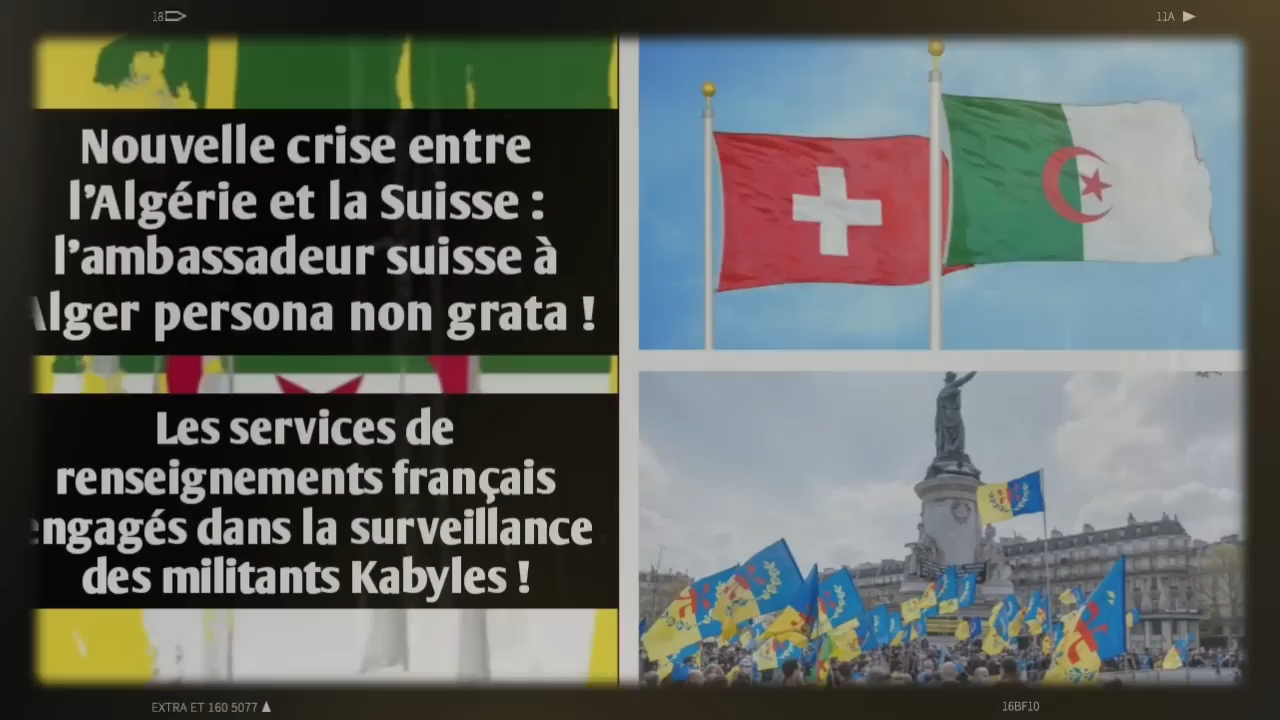 18
11A
Nouvelle crise entre
l'Algérie et la Suisse :
l'ambassadeur suisse à
Alger persona non grata !
Les services de
renseignements français
engagés dans la surveillance
des militants Kabyles !
EXTRA ET 160 5077
16BF10